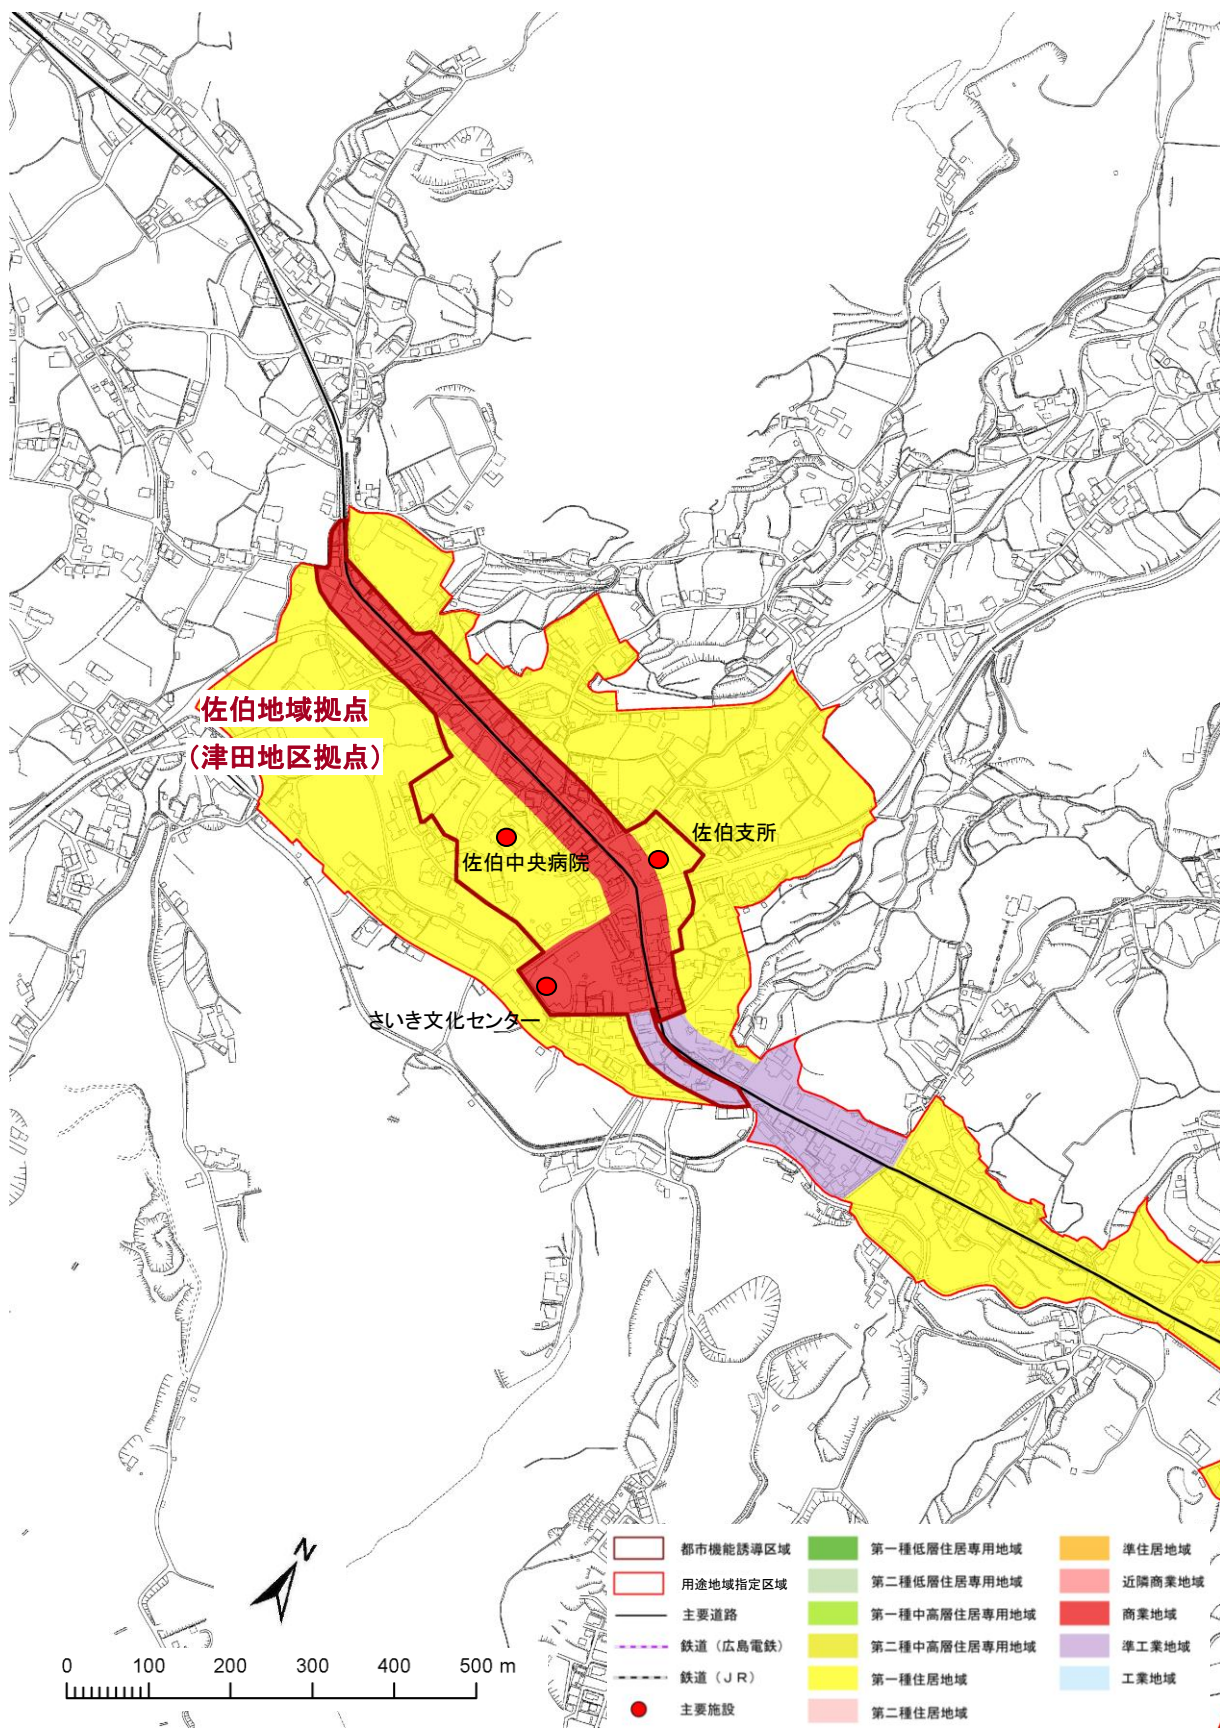 佐伯地域拠点
（津田地区拠点）
佐伯支所
佐伯中央病院
さいき文化センター
N
0 100 200 300 400 500 m
都市機能誘導区域
用途地域指定区域
主要道路
鉄道（広島電鉄）
鉄道（ＪＲ）
主要施設
第一種低層住居専用地域
第二種低層住居専用地域
第一種中高層住居専用地域
第二種中高層住居専用地域
第一種住居地域
第二種住居地域
準住居地域
近隣商業地域
商業地域
準工業地域
工業地域